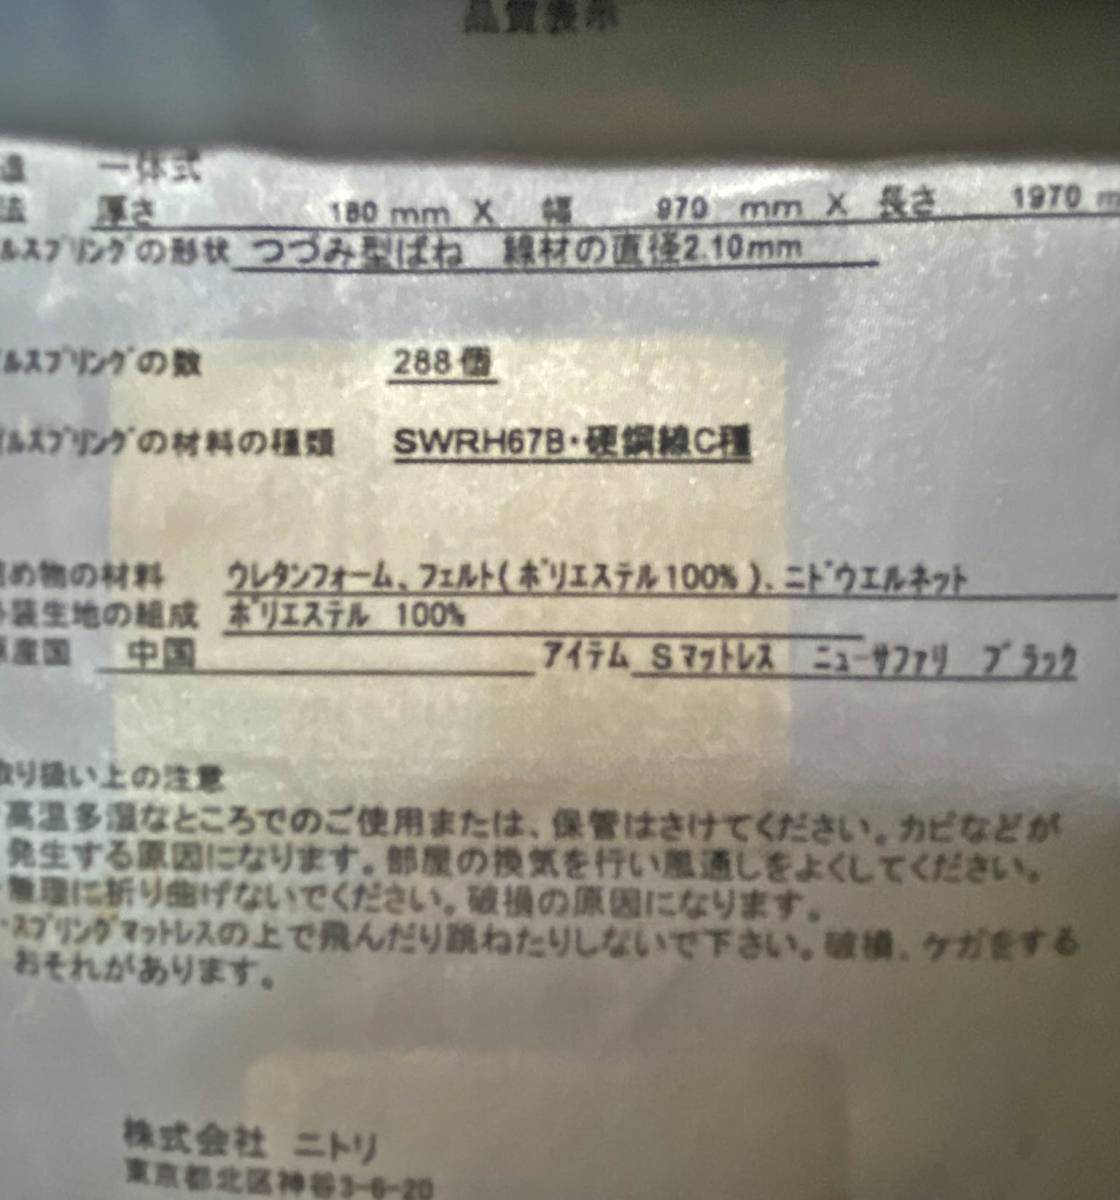 品質表示
造 一体式
法 厚さ 180 mm X 幅 970 mm X 長さ 1970 m
ルスプリングの形状 つづみ型ばね 線材の直径2.10mm
ルスプリングの数 288個
イルスプリングの材料の種類 SWRH67B・硬鋼線C種
め物の材料 ウレタンフォーム、フェルト(ポリエステル100%)、ニードウエルネット
装生地の組成 ポリエステル 100%
原産国 中国 アイテム Sマットレス ニューサファリ ブラック
取り扱い上の注意
高温多湿なところでのご使用または、保管はさけてください。カビなどが
発生する原因になります。部屋の換気を行い風通しをよくしてください。
無理に折り曲げないでください。破損の原因になります。
・スプリングマットレスの上で飛んだり跳ねたりしないで下さい。破損、ケガをする
おそれがあります。
株式会社 ニトリ
東京都北区神谷3-6-20